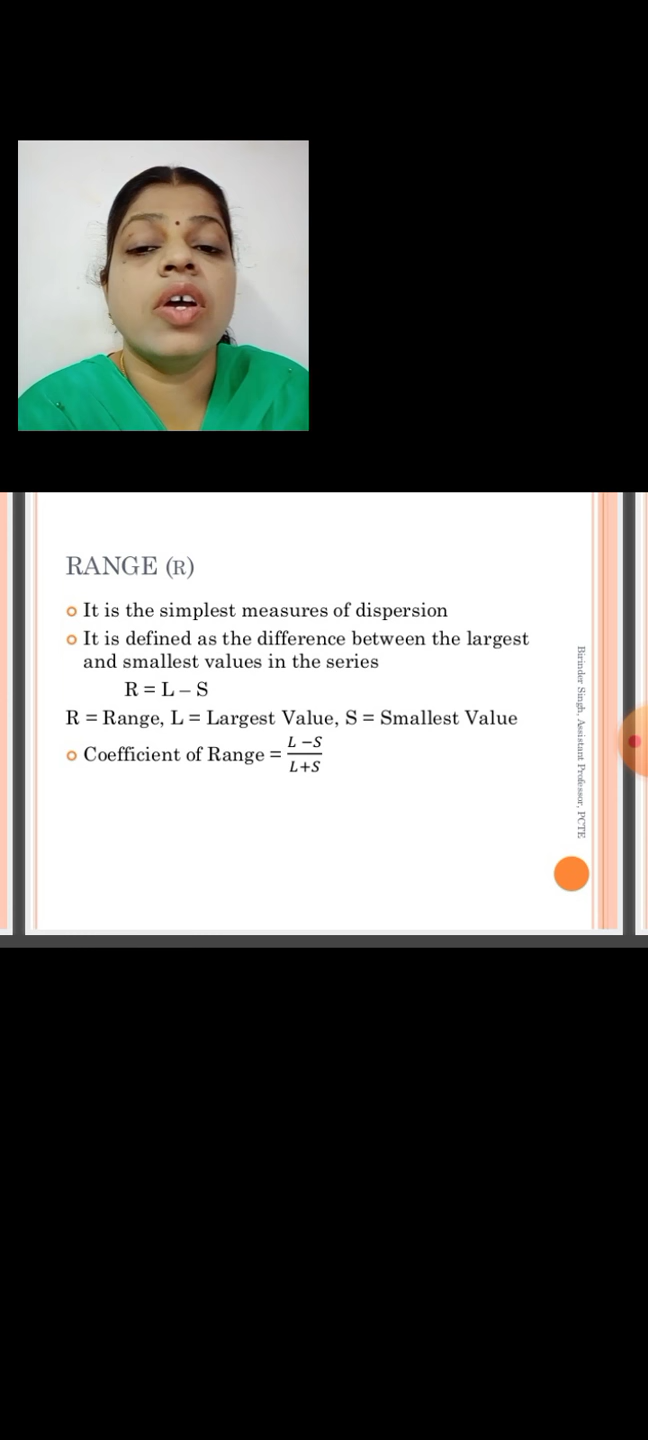 RANGE (R)
It is the simplest measures of dispersion
It is defined as the difference between the largest
and smallest values in the series
R = L – S
R = Range, L = Largest Value, S = Smallest Value
Coefficient of Range = L −S / L+S
Birinder Singh, Assistant Professor, PCTE